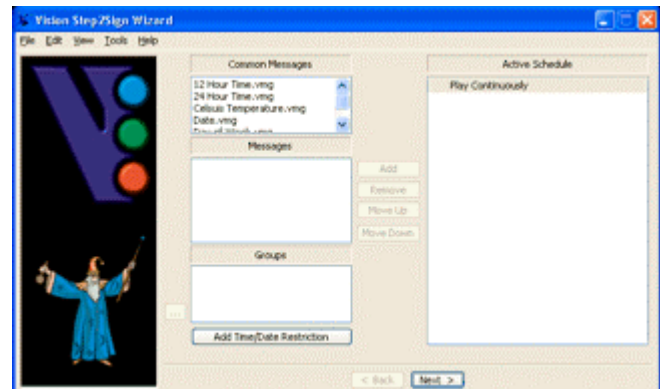 Vision Step2Sign Wizard
File Edit View Tools Help
Common Messages
12 Hour Time.vmg
24 Hour Time.vmg
Celsuis Temperature.vmg
Date.vmg
Messages
Groups
...
Add Time/Date Restriction
Add
Remove
Move Up
Move Down
Active Schedule
Play Continuously
< Back Next >